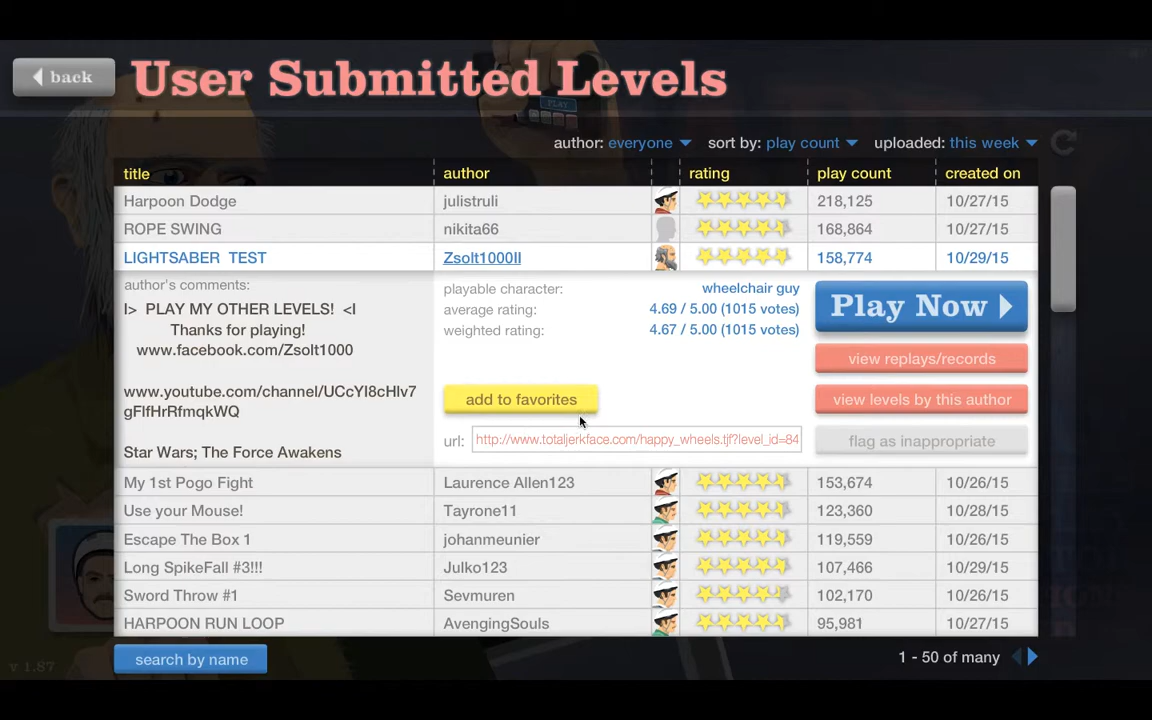 back
User Submitted Levels
PLAY
author: everyone sort by: play count uploaded: this week
title author rating play count created on
Harpoon Dodge julistruli 218,125 10/27/15
ROPE SWING nikita66 168,864 10/27/15
LIGHTSABER TEST Zsolt1000II 158,774 10/29/15
author's comments:
I> PLAY MY OTHER LEVELS! <I
Thanks for playing!
www.facebook.com/Zsolt1000
www.youtube.com/channel/UCcYI8cHlv7
gFIfHrRfmqkWQ
Star Wars; The Force Awakens
playable character: wheelchair guy
average rating: 4.69 / 5.00 (1015 votes)
weighted rating: 4.67 / 5.00 (1015 votes)
add to favorites
url: http://www.totaljerkface.com/happy_wheels.tjf?level_id=84
Play Now
view replays/records
view levels by this author
flag as inappropriate
My 1st Pogo Fight Laurence Allen123 153,674 10/26/15
Use your Mouse! Tayrone11 123,360 10/28/15
Escape The Box 1 johanmeunier 119,559 10/26/15
Long SpikeFall #3!!! Julko123 107,466 10/29/15
Sword Throw #1 Sevmuren 102,170 10/26/15
HARPOON RUN LOOP AvengingSouls 95,981 10/27/15
v 1.87
search by name
1 - 50 of many